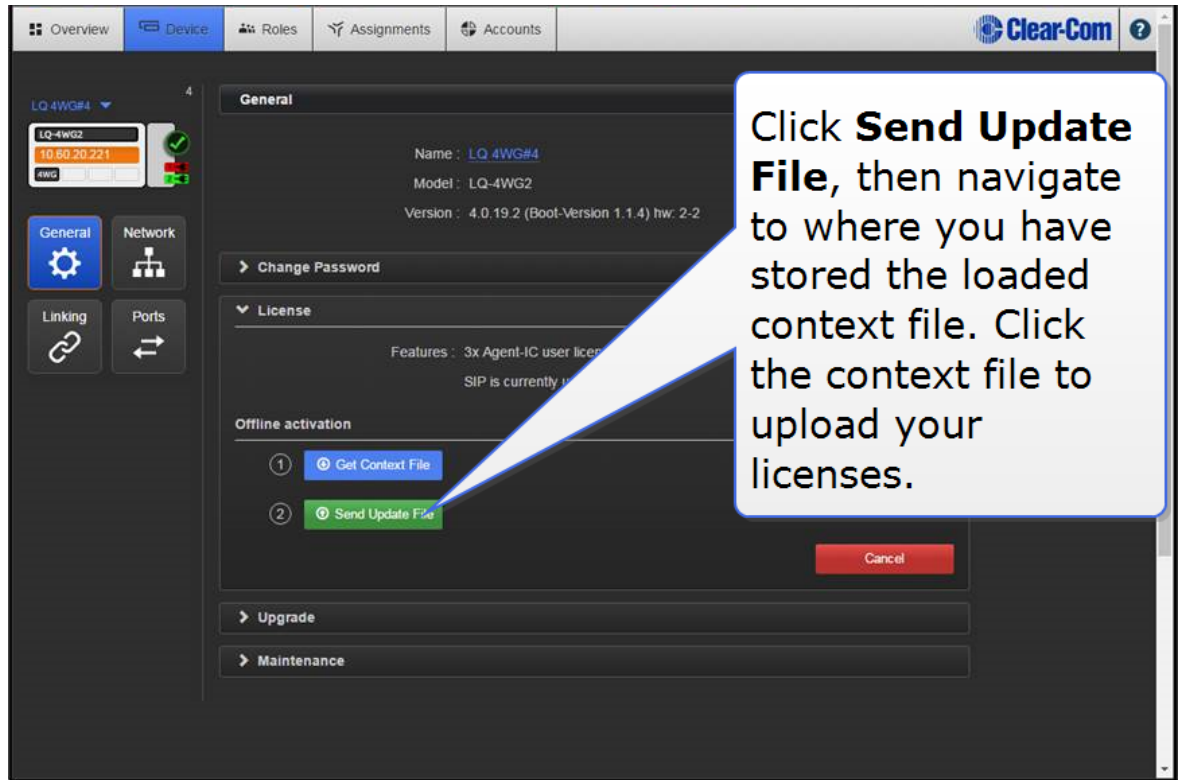 Overview
Device
Roles
Assignments
Accounts
Clear-Com
?
4
LQ 4WG#4
LQ-4WG2
10.60.20.221
4WG
General
Network
Linking
Ports
General
Name : LQ 4WG#4
Model : LQ-4WG2
Version : 4.0.19.2 (Boot-Version 1.1.4) hw: 2-2
Change Password
License
Features : 3x Agent-IC user
SIP is currently
Offline activation
1 Get Context File
2 Send Update File
Cancel
Upgrade
Maintenance
Click Send Update
File, then navigate
to where you have
stored the loaded
context file. Click
the context file to
upload your
licenses.